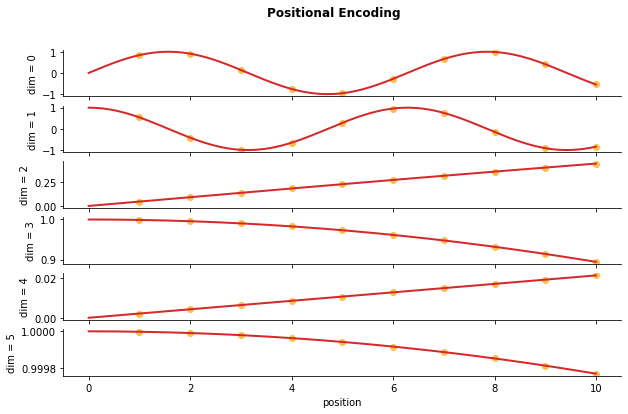 Positional Encoding
1
0
−1
dim = 0
1
0
−1
dim = 1
0.25
0.00
dim = 2
1.0
0.9
dim = 3
0.02
0.00
dim = 4
1.0000
0.9998
dim = 5
0 2 4 6 8 10
position